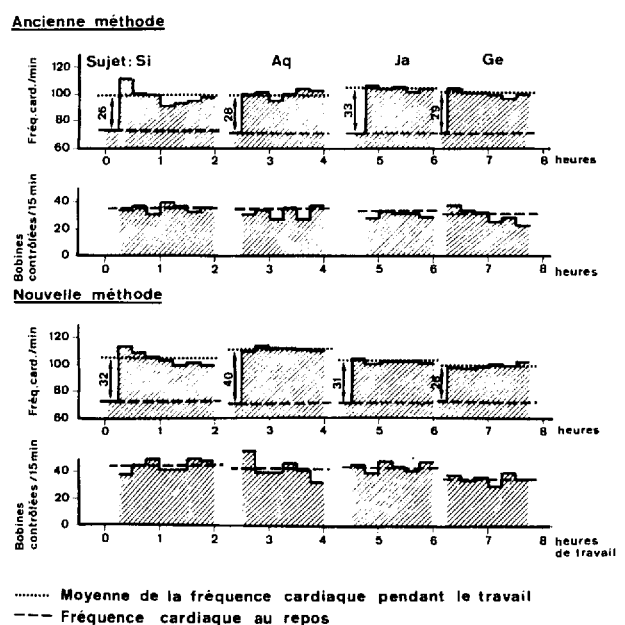 Ancienne méthode
Sujet: Si Aq Ja Ge
Fréq.card./min
120
100
80
60
26 28 33 29
0 1 2 3 4 5 6 7 8 heures
Bobines contrôlées/15min
40
20
0
0 1 2 3 4 5 6 7 8 heures
Nouvelle méthode
Fréq.card./min
120
100
80
60
32 40 31 28
0 1 2 3 4 5 6 7 8 heures
Bobines contrôlées/15min
40
20
0
0 1 2 3 4 5 6 7 8 heures
de travail
Moyenne de la fréquence cardiaque pendant le travail
Fréquence cardiaque au repos